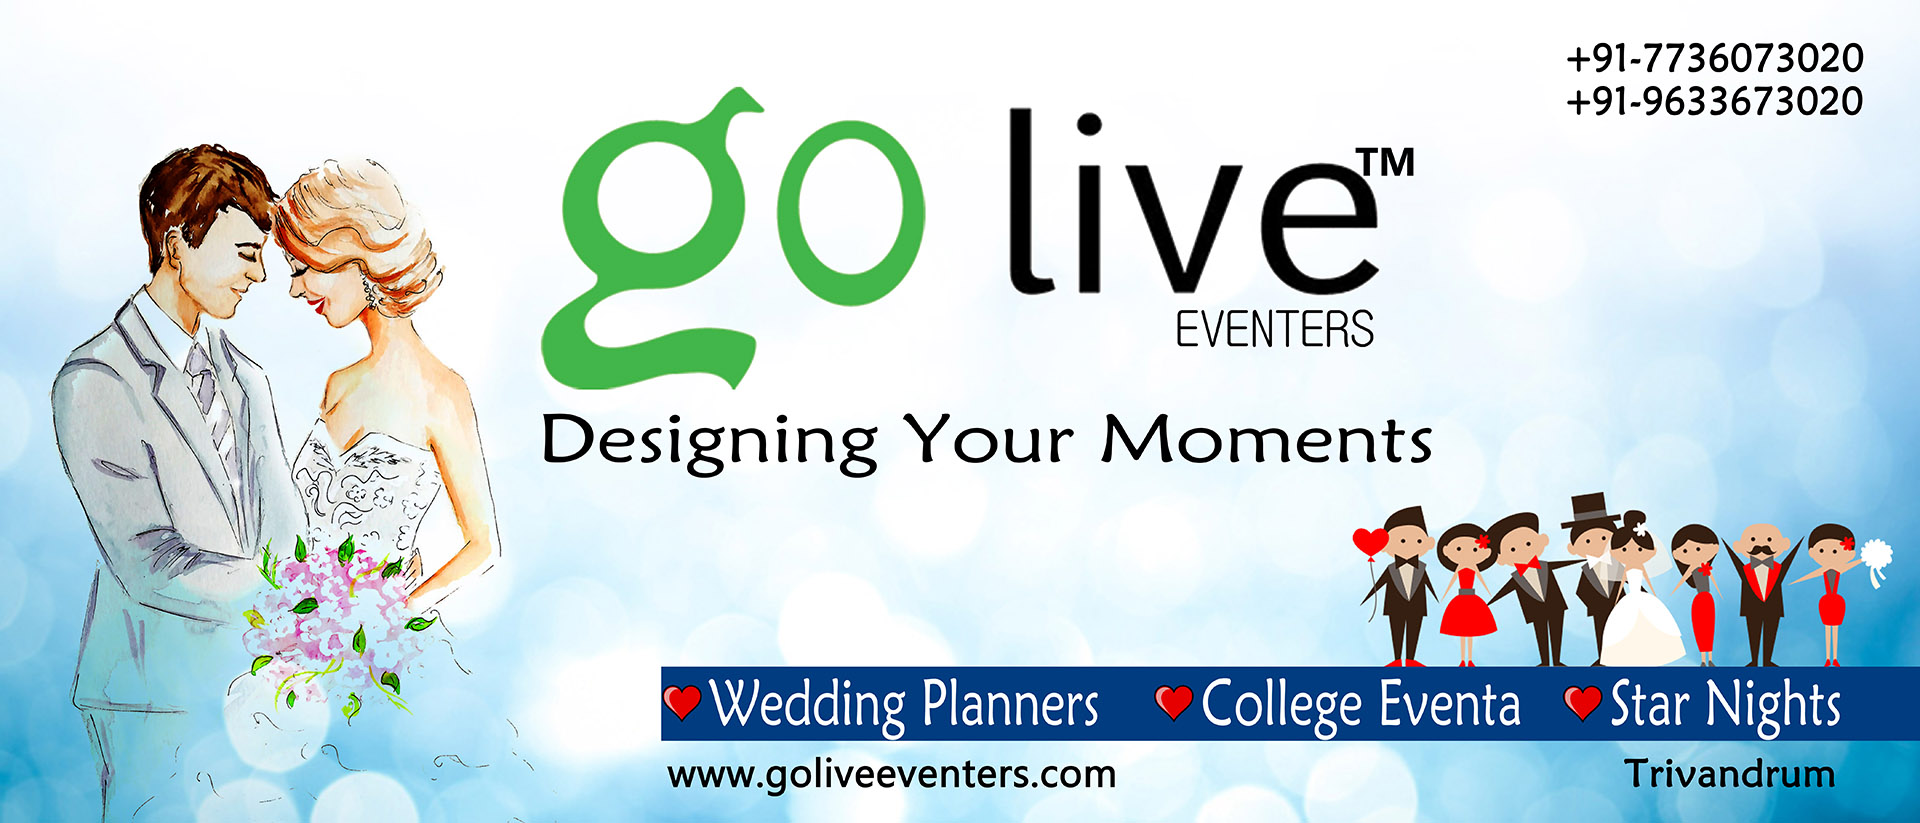 +91-7736073020
+91-9633673020
go live™
EVENTERS
Designing Your Moments
Wedding Planners College Eventa Star Nights
www.goliveeventers.com Trivandrum